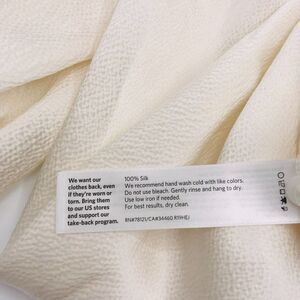 We want our
clothes back, even
if they're worn or
torn. Bring them
to our US stores
and support our
take-back program.
100% Silk
We recommend hand wash cold with like colors.
Do not use bleach. Gently rinse and hang to dry.
Use low iron if needed.
For best results, dry clean.
RN#78121/CA#34460 R19HEJ